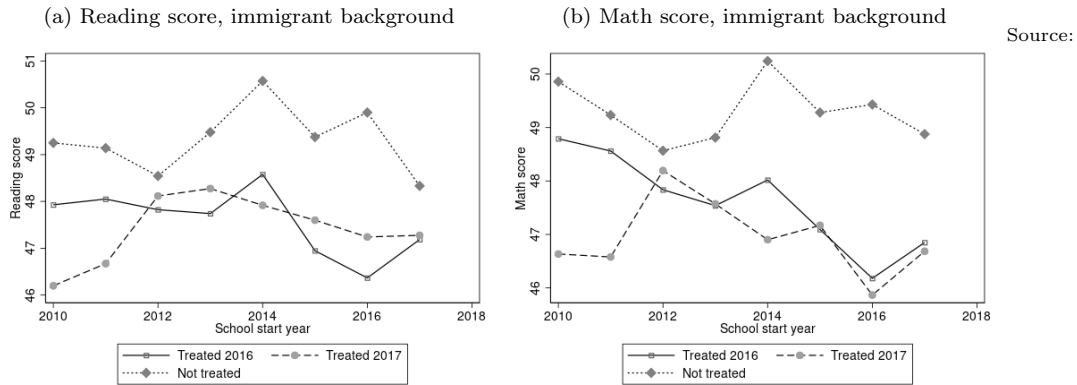 (a) Reading score, immigrant background
(b) Math score, immigrant background
Source:
51
50
49
48
47
46
Reading score
2010 2012 2014 2016 2018
School start year
Treated 2016 Treated 2017
Not treated
50
49
48
47
46
Math score
2010 2012 2014 2016 2018
School start year
Treated 2016 Treated 2017
Not treated